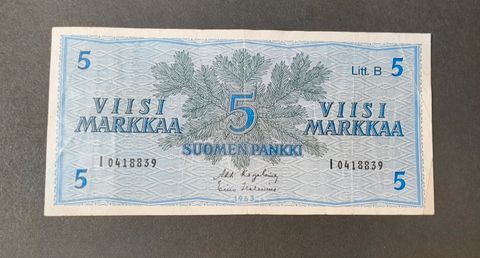 5 Litt. B 5
VIISI MARKKAA
5
VIISI MARKKAA
SUOMEN PANKKI
I 0418839 I 0418839
5 5
1963